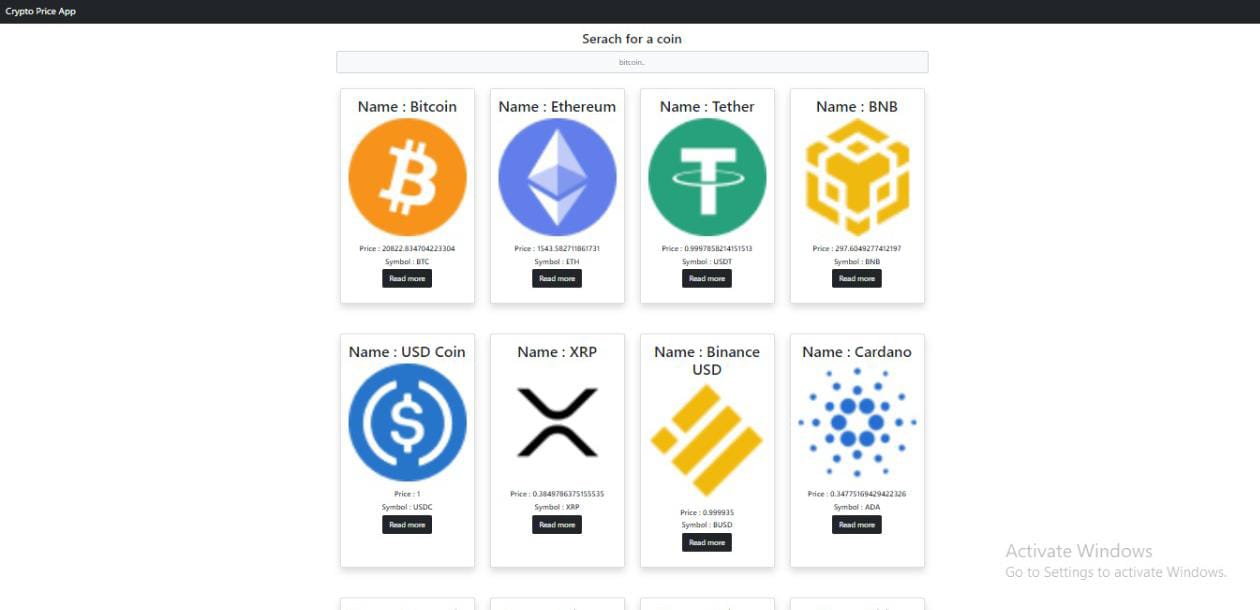 Crypto Price App
Serach for a coin
bitcoin..
Name : Bitcoin
Price : 20822.834704223304
Symbol : BTC
Read more
Name : Ethereum
Price : 1543.582711861731
Symbol : ETH
Read more
Name : Tether
Price : 0.9997858214151513
Symbol : USDT
Read more
Name : BNB
Price : 297.6049277412197
Symbol : BNB
Read more
Name : USD Coin
Price : 1
Symbol : USDC
Read more
Name : XRP
Price : 0.3849786375155535
Symbol : XRP
Read more
Name : Binance
USD
Price : 0.999935
Symbol : BUSD
Read more
Name : Cardano
Price : 0.34775169429422326
Symbol : ADA
Read more
Activate Windows
Go to Settings to activate Windows.